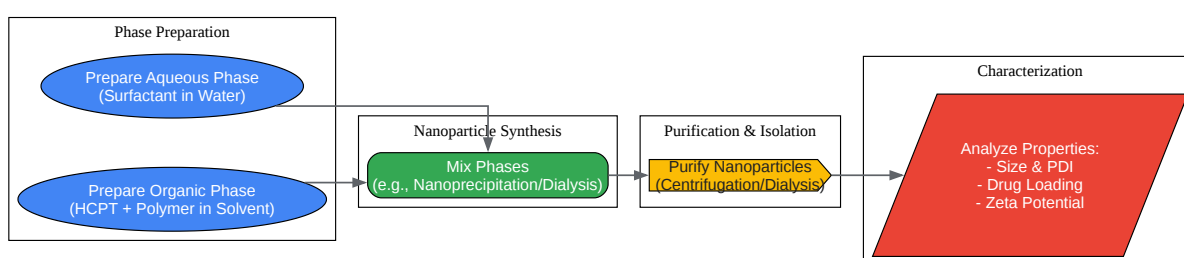 Phase Preparation
Prepare Aqueous Phase
(Surfactant in Water)
Prepare Organic Phase
(HCPT + Polymer in Solvent)
Nanoparticle Synthesis
Mix Phases
(e.g., Nanoprecipitation/Dialysis)
Purification & Isolation
Purify Nanoparticles
(Centrifugation/Dialysis)
Characterization
Analyze Properties:
- Size & PDI
- Drug Loading
- Zeta Potential